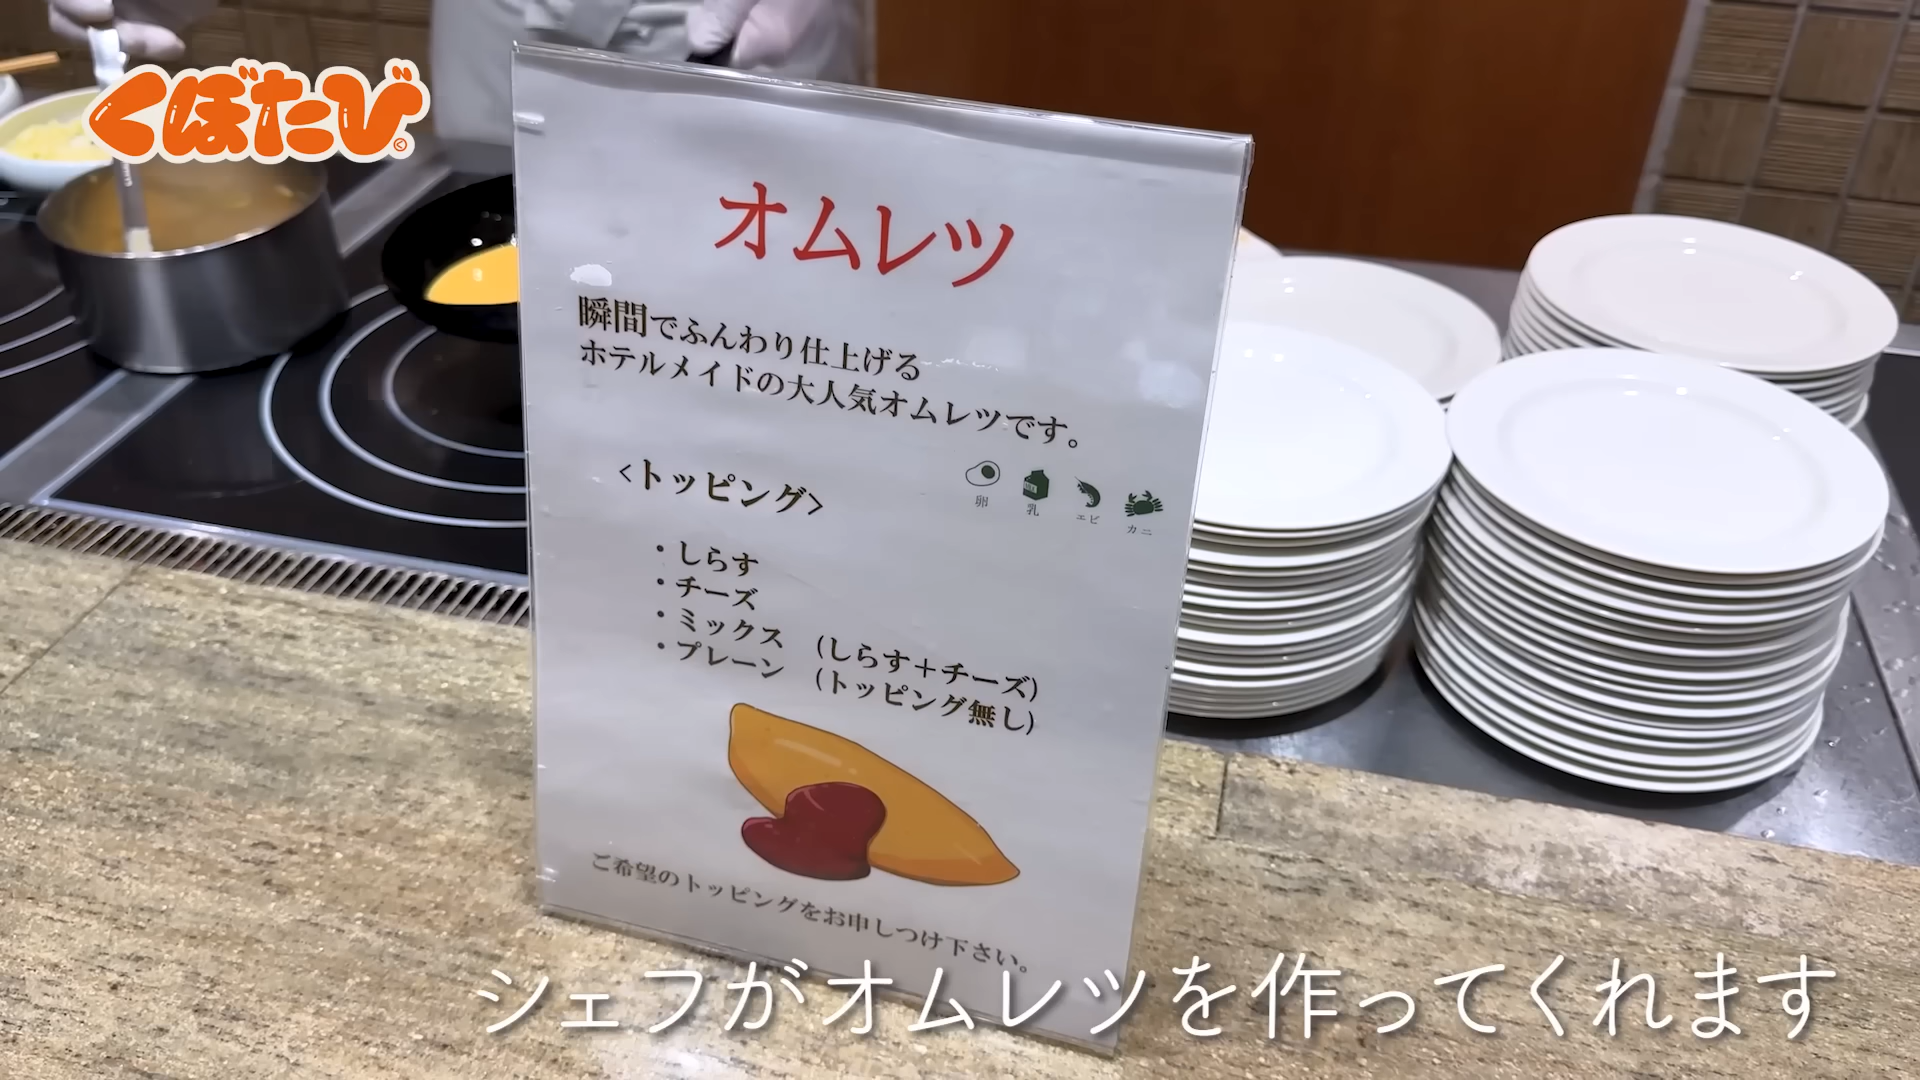 くぼたび
オムレツ
瞬間でふんわり仕上げる
ホテルメイドの大人気オムレツです。
卵 乳 エビ カニ
<トッピング>
・しらす
・チーズ
・ミックス (しらす+チーズ)
・プレーン (トッピング無し)
ご希望のトッピングをお申しつけ下さい。
シェフがオムレツを作ってくれます